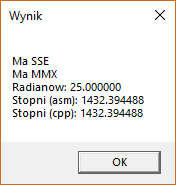 Wynik
Ma SSE
Ma MMX
Radianow: 25.000000
Stopni (asm): 1432.394488
Stopni (cpp): 1432.394488
OK